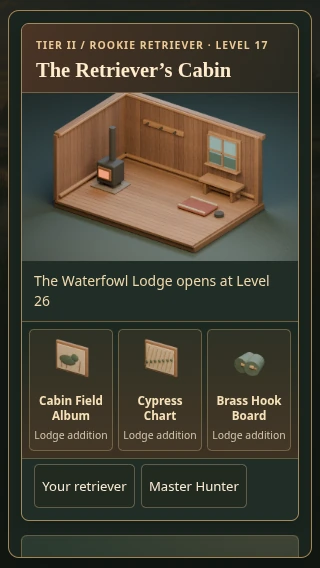 TIER II / ROOKIE RETRIEVER · LEVEL 17
The Retriever’s Cabin
The Waterfowl Lodge opens at Level
26
Cabin Field
Album
Lodge addition
Cypress
Chart
Lodge addition
Brass Hook
Board
Lodge addition
Your retriever
Master Hunter